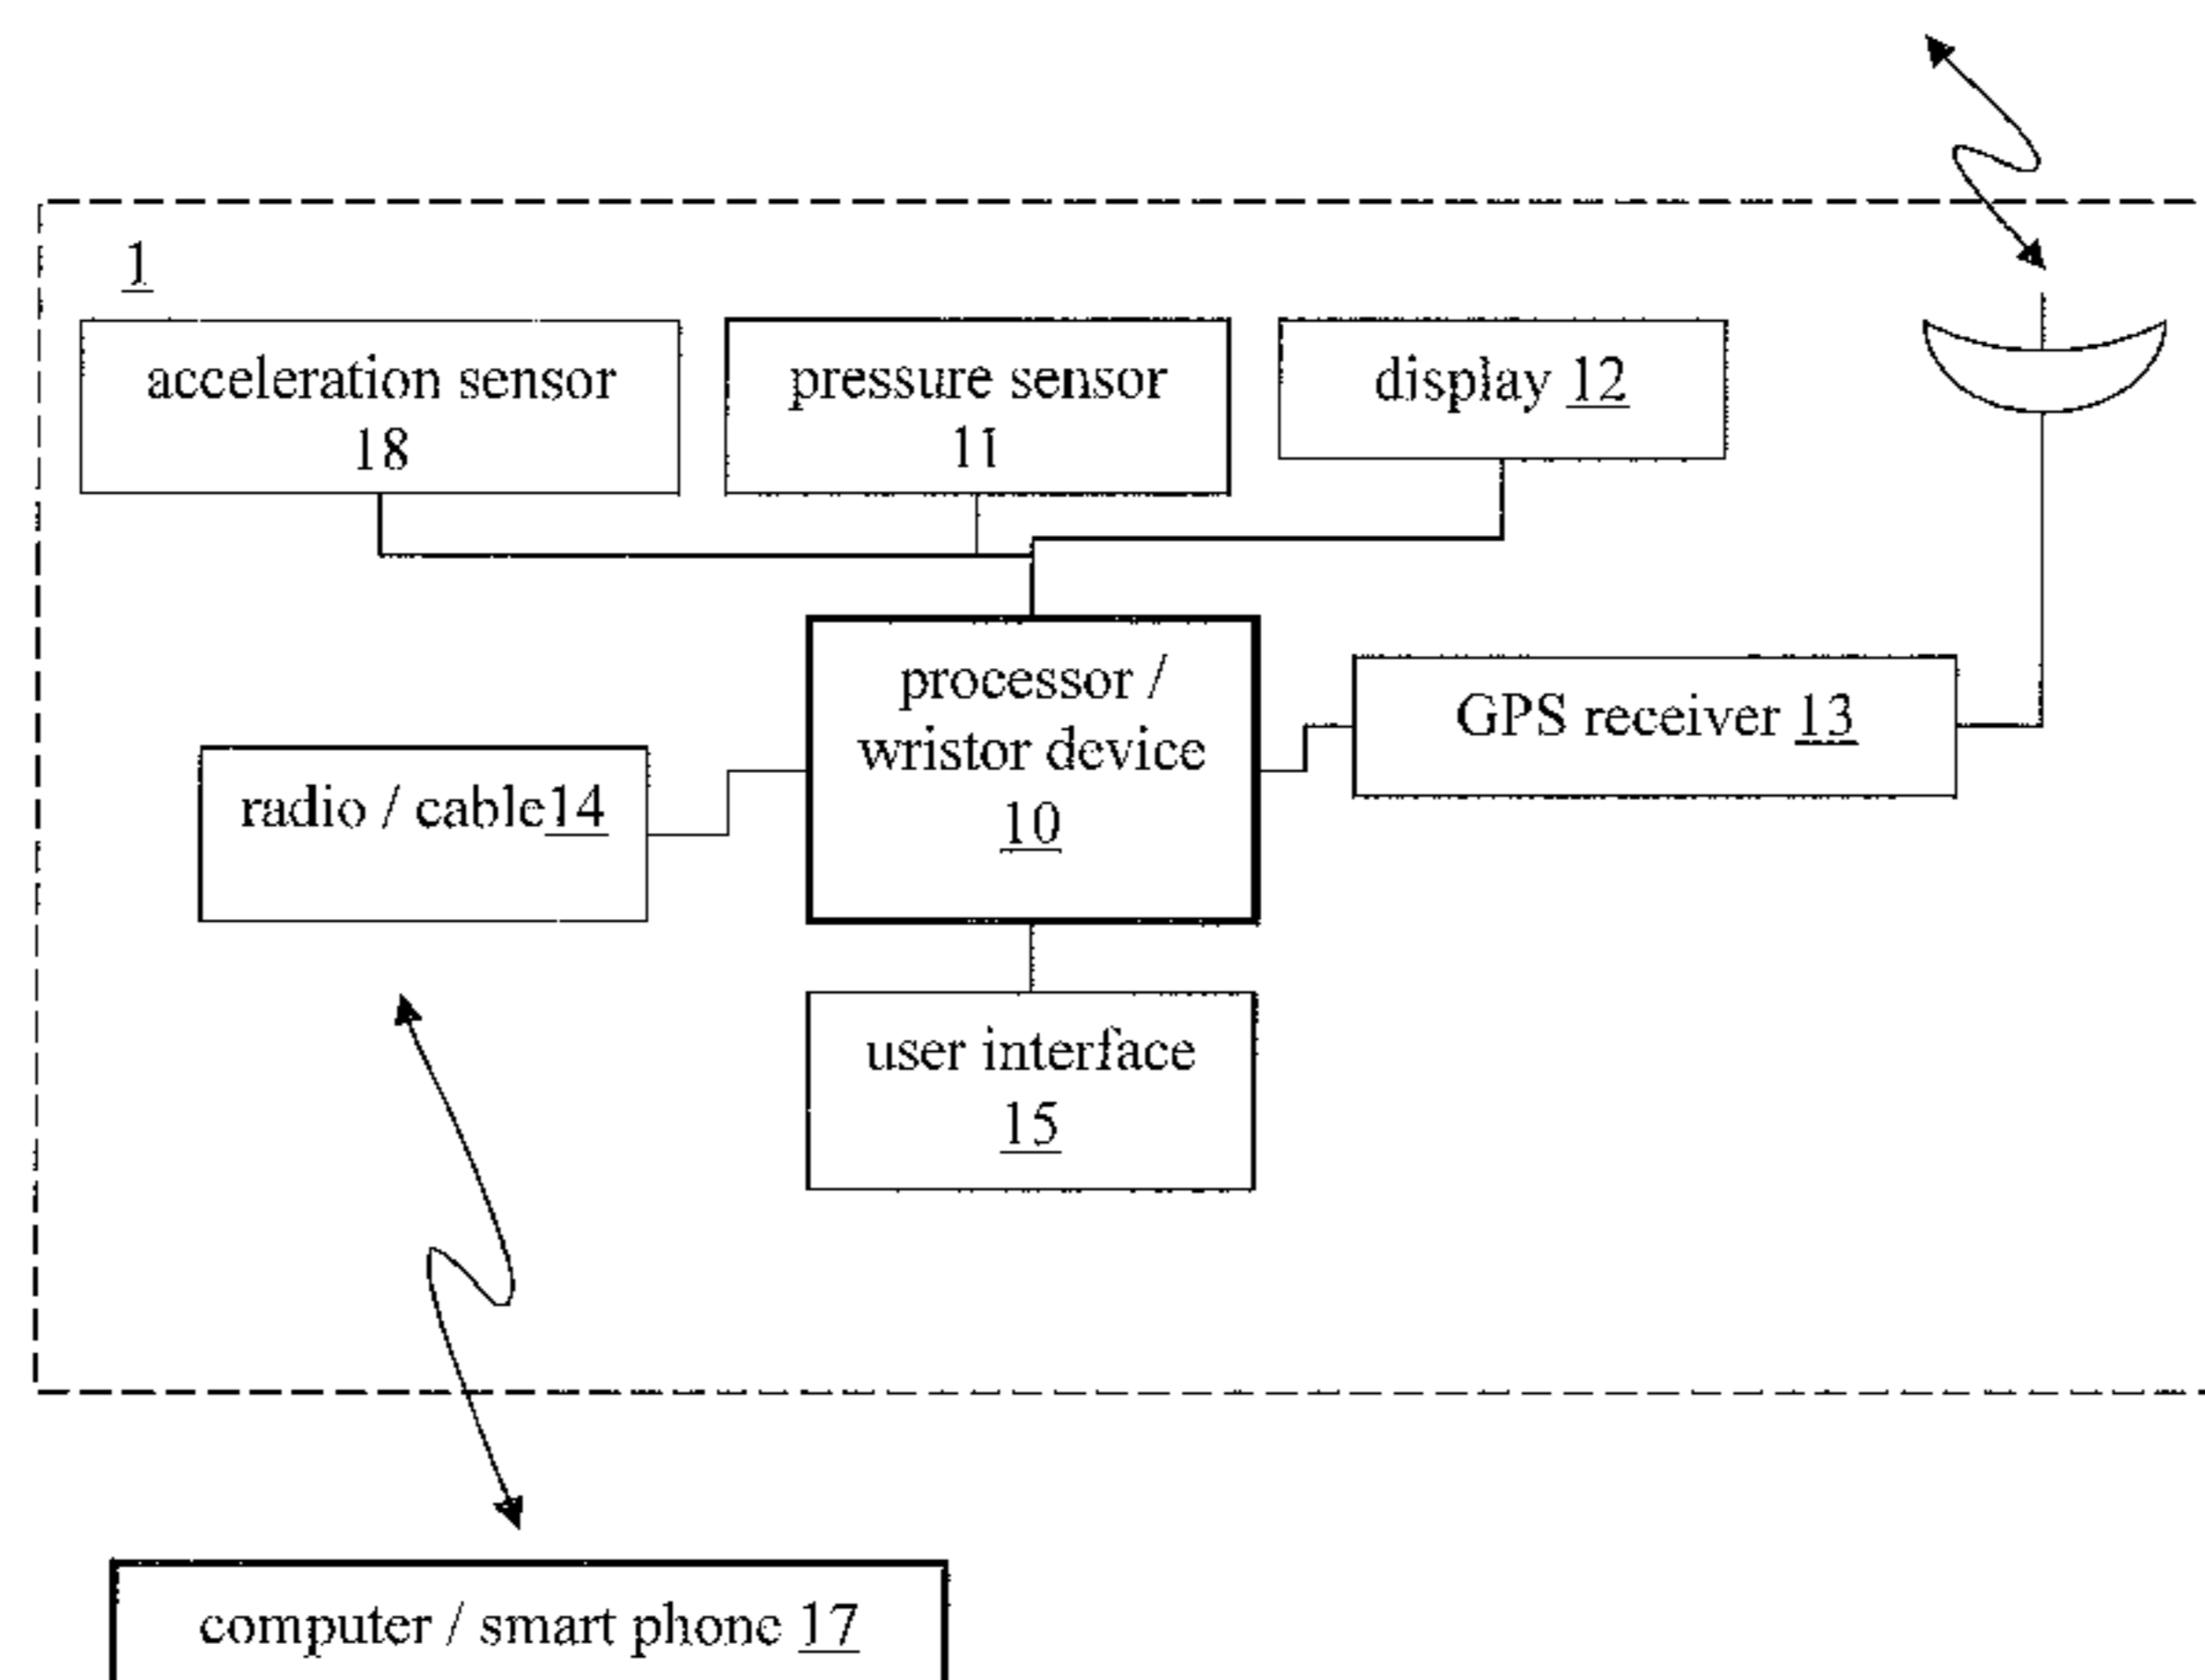 1
acceleration sensor
18
pressure sensor
11
display 12
processor /
wristor device
10
GPS receiver 13
radio / cable14
user interface
15
computer / smart phone 17